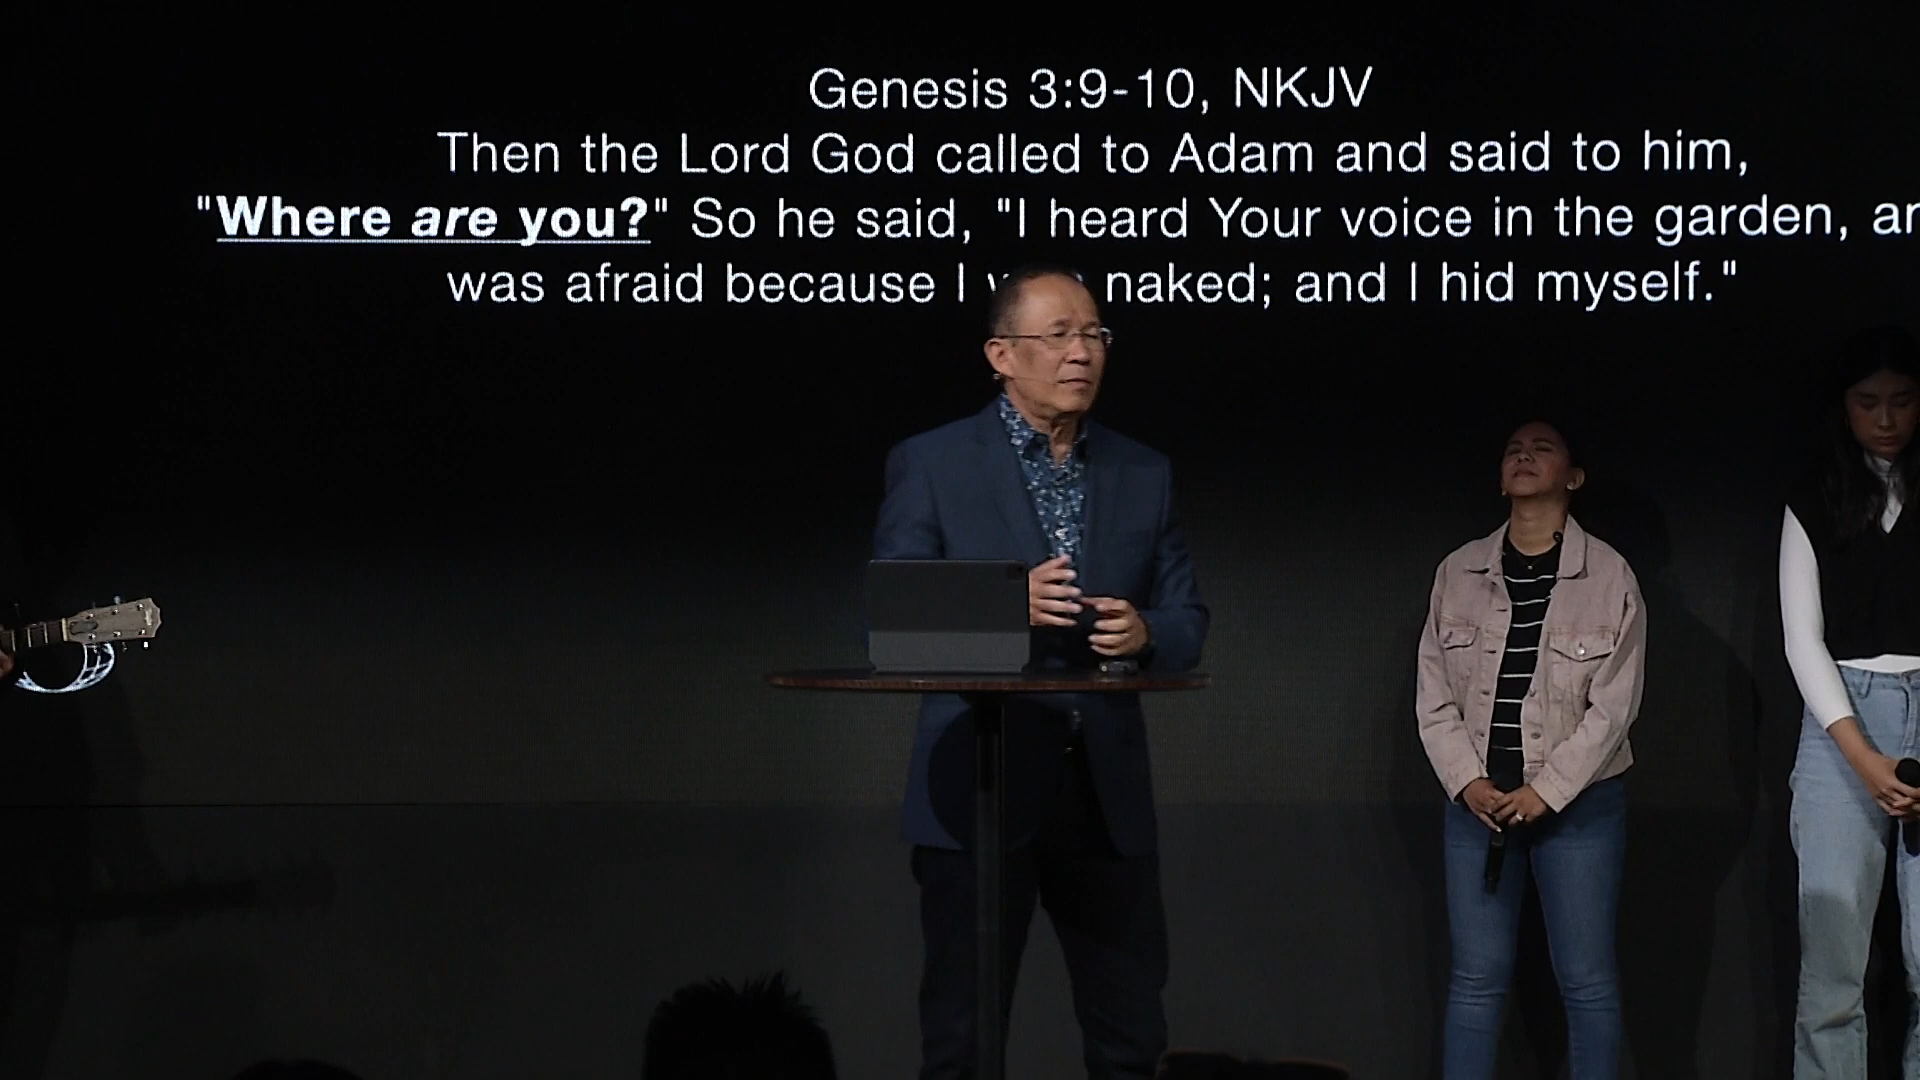 Genesis 3:9-10, NKJV
Then the Lord God called to Adam and said to him,
"Where are you?" So he said, "I heard Your voice in the garden,
was afraid because I naked; and I hid myself."